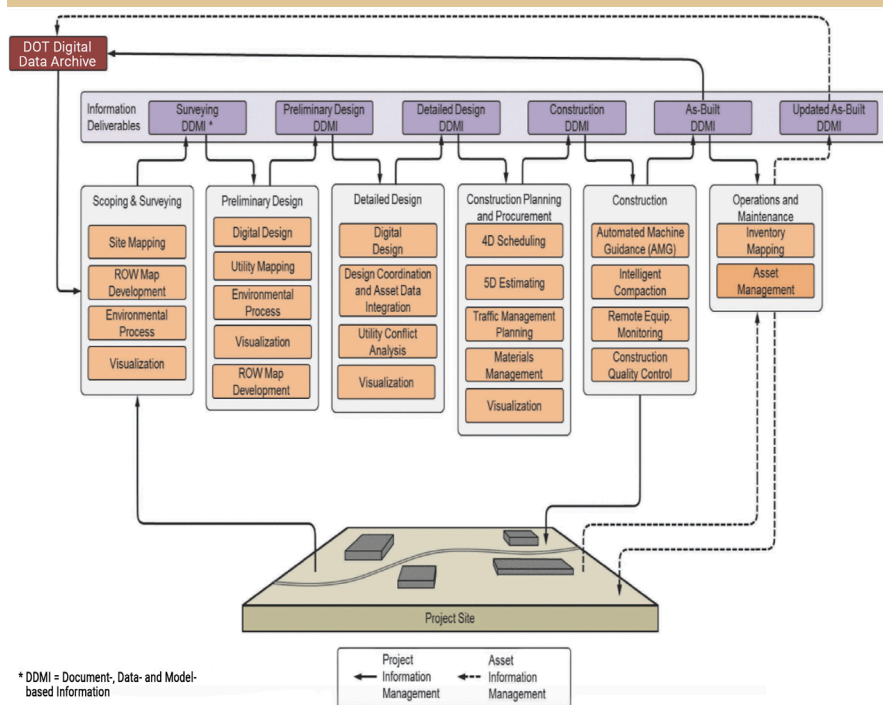 DOT Digital
Data Archive
Information
Deliverables
Surveying
DDMI *
Preliminary Design
DDMI
Detailed Design
DDMI
Construction
DDMI
As-Built
DDMI
Updated As-Built
DDMI
Scoping & Surveying
Site Mapping
ROW Map
Development
Environmental
Process
Visualization
Preliminary Design
Digital Design
Utility Mapping
Environmental
Process
Visualization
ROW Map
Development
Detailed Design
Digital
Design
Design Coordination
and Asset Data
Integration
Utility Conflict
Analysis
Visualization
Construction Planning
and Procurement
4D Scheduling
5D Estimating
Traffic Management
Planning
Materials
Management
Visualization
Construction
Automated Machine
Guidance (AMG)
Intelligent
Compaction
Remote Equip.
Monitoring
Construction
Quality Control
Operations and
Maintenance
Inventory
Mapping
Asset
Management
Project Site
Project
Information
Management
Asset
Information
Management
* DDMI = Document-, Data- and Model-
based Information